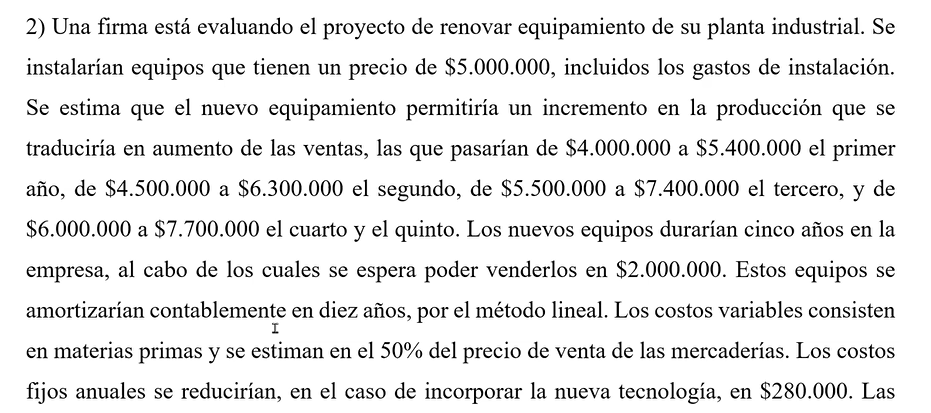 2) Una firma está evaluando el proyecto de renovar equipamiento de su planta industrial. Se
instalarían equipos que tienen un precio de $5.000.000, incluidos los gastos de instalación.
Se estima que el nuevo equipamiento permitiría un incremento en la producción que se
traduciría en aumento de las ventas, las que pasarían de $4.000.000 a $5.400.000 el primer
año, de $4.500.000 a $6.300.000 el segundo, de $5.500.000 a $7.400.000 el tercero, y de
$6.000.000 a $7.700.000 el cuarto y el quinto. Los nuevos equipos durarían cinco años en la
empresa, al cabo de los cuales se espera poder venderlos en $2.000.000. Estos equipos se
amortizarían contablemente en diez años, por el método lineal. Los costos variables consisten
en materias primas y se estiman en el 50% del precio de venta de las mercaderías. Los costos
fijos anuales se reducirían, en el caso de incorporar la nueva tecnología, en $280.000. Las